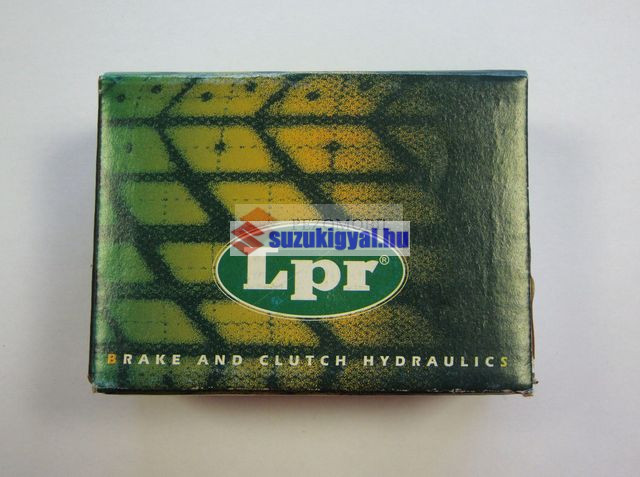 suzukigyal.hu
Lpr®
BRAKE AND CLUTCH HYDRAULICS